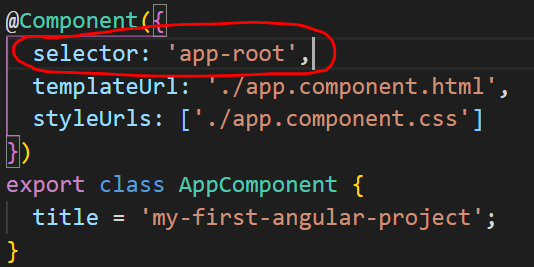 @Component({
selector: 'app-root',
templateUrl: './app.component.html',
styleUrls: ['./app.component.css']
})
export class AppComponent {
title = 'my-first-angular-project';
}